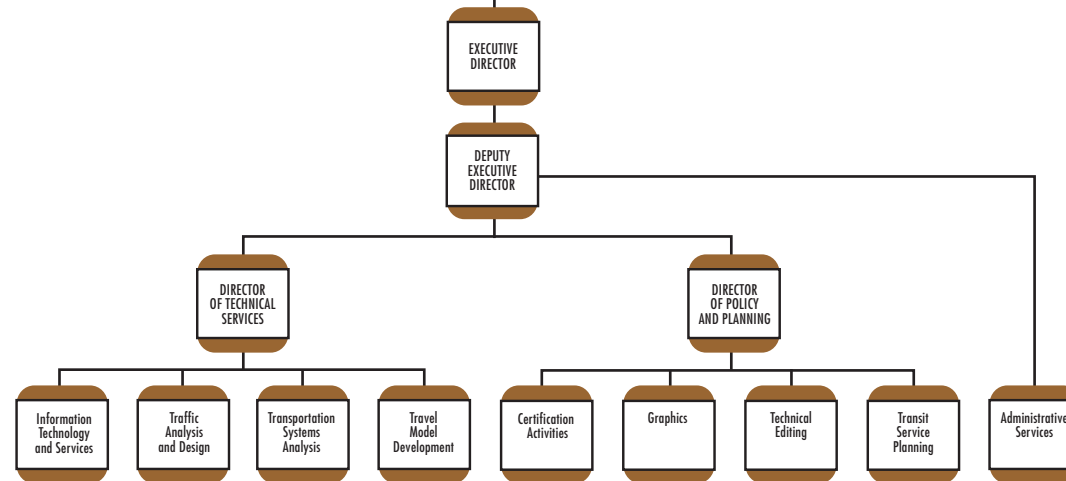 EXECUTIVE
DIRECTOR
DEPUTY
EXECUTIVE
DIRECTOR
DIRECTOR
OF TECHNICAL
SERVICES
DIRECTOR
OF POLICY
AND PLANNING
Information
Technology
and Services
Traffic
Analysis
and Design
Transportation
Systems
Analysis
Travel
Model
Development
Certification
Activities
Graphics
Technical
Editing
Transit
Service
Planning
Administrative
Services